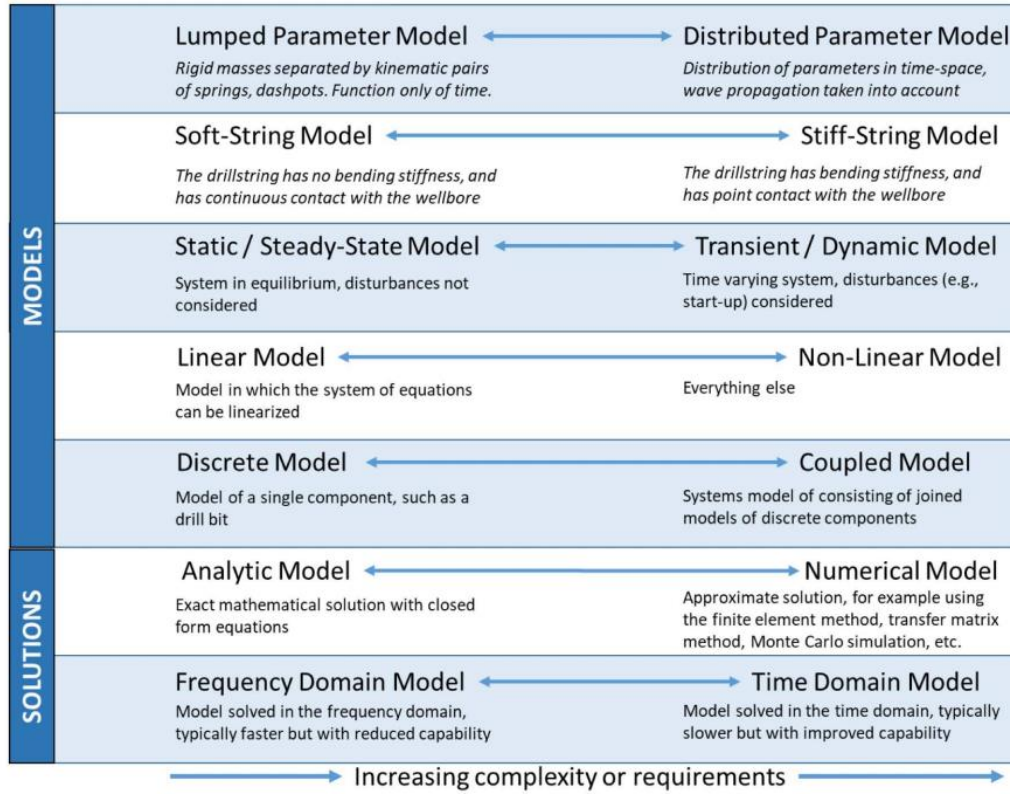 MODELS
Lumped Parameter Model
Rigid masses separated by kinematic pairs
of springs, dashpots. Function only of time.
Distributed Parameter Model
Distribution of parameters in time-space,
wave propagation taken into account
Soft-String Model
The drillstring has no bending stiffness, and
has continuous contact with the wellbore
Stiff-String Model
The drillstring has bending stiffness, and
has point contact with the wellbore
Static / Steady-State Model
System in equilibrium, disturbances not
considered
Transient / Dynamic Model
Time varying system, disturbances (e.g.,
start-up) considered
Linear Model
Model in which the system of equations
can be linearized
Non-Linear Model
Everything else
Discrete Model
Model of a single component, such as a
drill bit
Coupled Model
Systems model of consisting of joined
models of discrete components
SOLUTIONS
Analytic Model
Exact mathematical solution with closed
form equations
Numerical Model
Approximate solution, for example using
the finite element method, transfer matrix
method, Monte Carlo simulation, etc.
Frequency Domain Model
Model solved in the frequency domain,
typically faster but with reduced capability
Time Domain Model
Model solved in the time domain, typically
slower but with improved capability
Increasing complexity or requirements